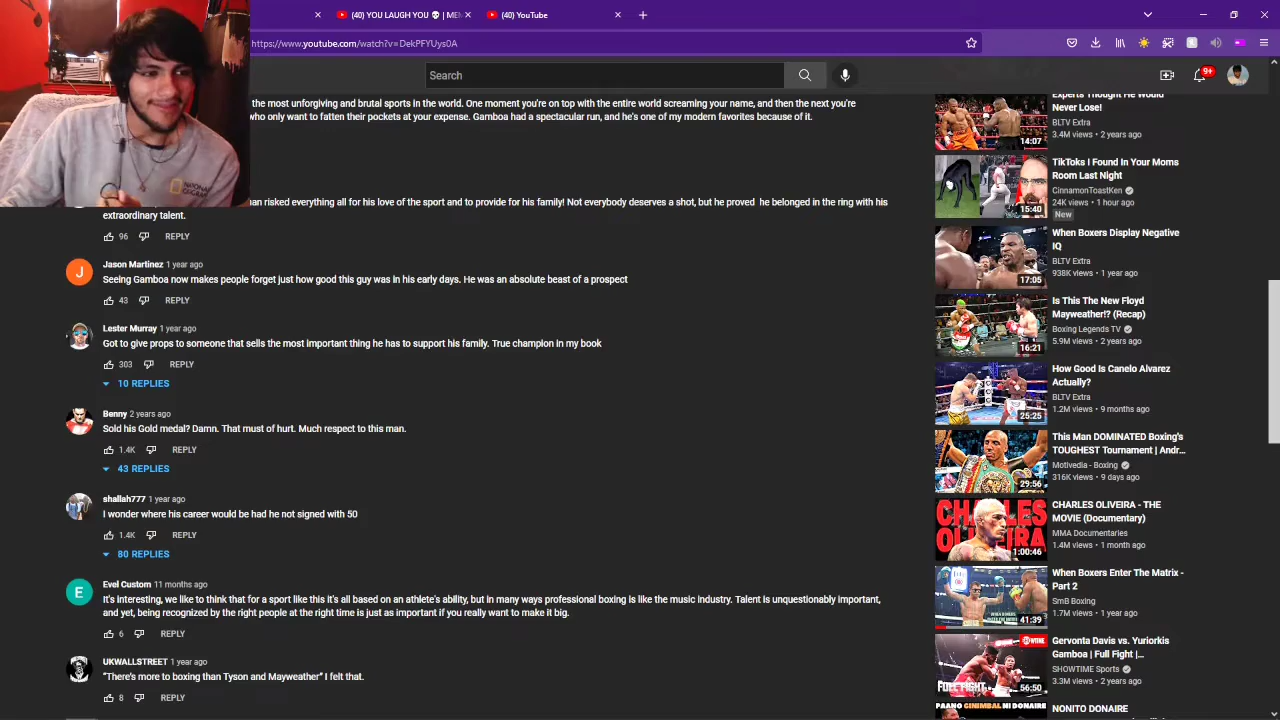 (40) YOU LAUGH YOU 💀 | MEM
(40) YouTube
https://www.youtube.com/watch?v=DekPFYUys0A
Search
9+
the most unforgiving and brutal sports in the world. One moment you're on top with the entire world screaming your name, and then the next you're
who only want to fatten their pockets at your expense. Gamboa had a spectacular run, and he's one of my modern favorites because of it.
NATIONAL
GEOGRAPHIC
an risked everything all for his love of the sport and to provide for his family! Not everybody deserves a shot, but he proved he belonged in the ring with his
extraordinary talent.
96 REPLY
J
Jason Martinez 1 year ago
Seeing Gamboa now makes people forget just how good this guy was in his early days. He was an absolute beast of a prospect
43 REPLY
Lester Murray 1 year ago
Got to give props to someone that sells the most important thing he has to support his family. True champion in my book
303 REPLY
10 REPLIES
Benny 2 years ago
Sold his Gold medal? Damn. That must of hurt. Much respect to this man.
1.4K REPLY
43 REPLIES
shallah777 1 year ago
I wonder where his career would be had he not signed with 50
1.4K REPLY
80 REPLIES
E
Evel Custom 11 months ago
It's interesting, we like to think that for a sport like this it's all based on an athlete's ability, but in many ways professional boxing is like the music industry. Talent is unquestionably important,
and yet, being recognized by the right people at the right time is just as important if you really want to make it big.
6 REPLY
UKWALLSTREET 1 year ago
“There's more to boxing than Tyson and Mayweather” I felt that.
8 REPLY
Experts Thought He Would
Never Lose!
BLTV Extra
3.4M views • 2 years ago
14:07
TikToks I Found In Your Moms
Room Last Night
CinnamonToastKen
24K views • 1 hour ago
New
15:40
When Boxers Display Negative
IQ
BLTV Extra
938K views • 1 year ago
17:05
Is This The New Floyd
Mayweather!? (Recap)
Boxing Legends TV
5.9M views • 2 years ago
16:21
How Good Is Canelo Alvarez
Actually?
BLTV Extra
1.2M views • 9 months ago
25:25
This Man DOMINATED Boxing's
TOUGHEST Tournament | Andr...
Motivedia - Boxing
316K views • 9 days ago
29:56
CHARLES OLIVEIRA - THE
MOVIE (Documentary)
MMA Documentaries
1.4M views • 1 month ago
CHARLES
OLIVEIRA
1:00:46
When Boxers Enter The Matrix -
Part 2
SmB Boxing
1.7M views • 1 year ago
41:39
Gervonta Davis vs. Yuriorkis
Gamboa | Full Fight |...
SHOWTIME Sports
3.3M views • 2 years ago
SHOWTIME
FULL FIGHT
56:50
PAANO GINIMBAL NI DONAIRE
NONITO DONAIRE